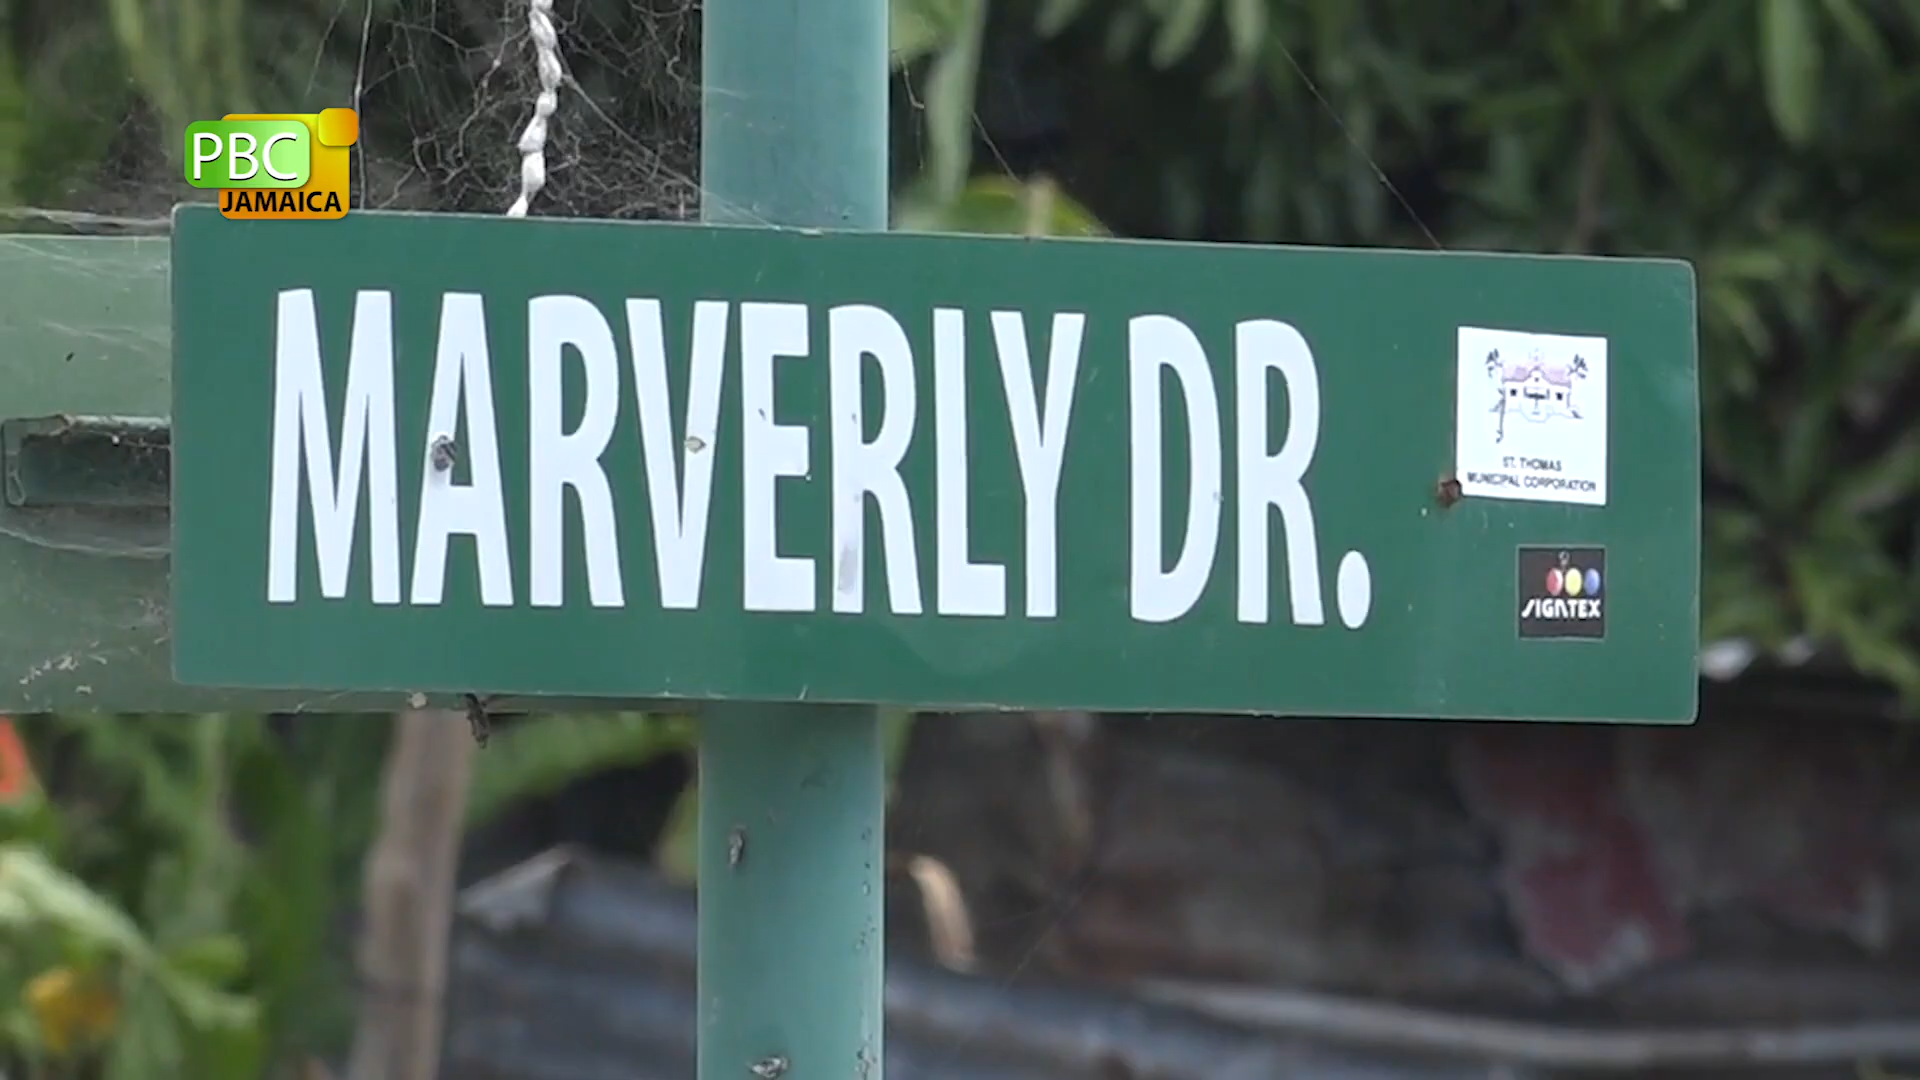 PBC
JAMAICA
MARVERLY DR.
ST. THOMAS
MUNICIPAL CORPORATION
SIGNTEX